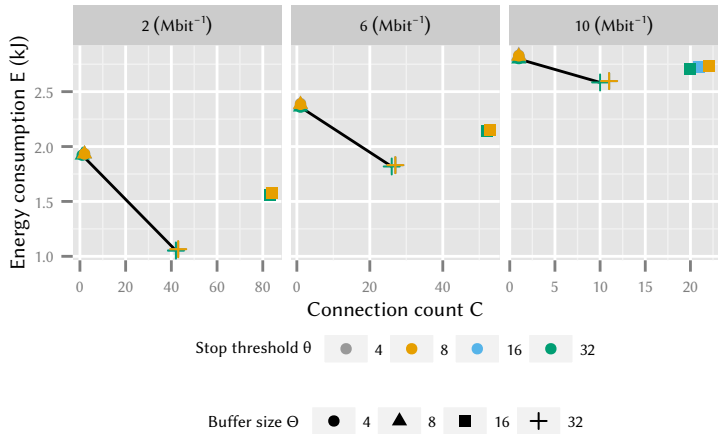 2 (Mbit⁻¹) 6 (Mbit⁻¹) 10 (Mbit⁻¹)
Energy consumption E (kJ)
2.5
2.0
1.5
1.0
0 20 40 60 80 0 20 40 0 5 10 15 20
Connection count C
Stop threshold θ 4 8 16 32
Buffer size Θ 4 8 16 32